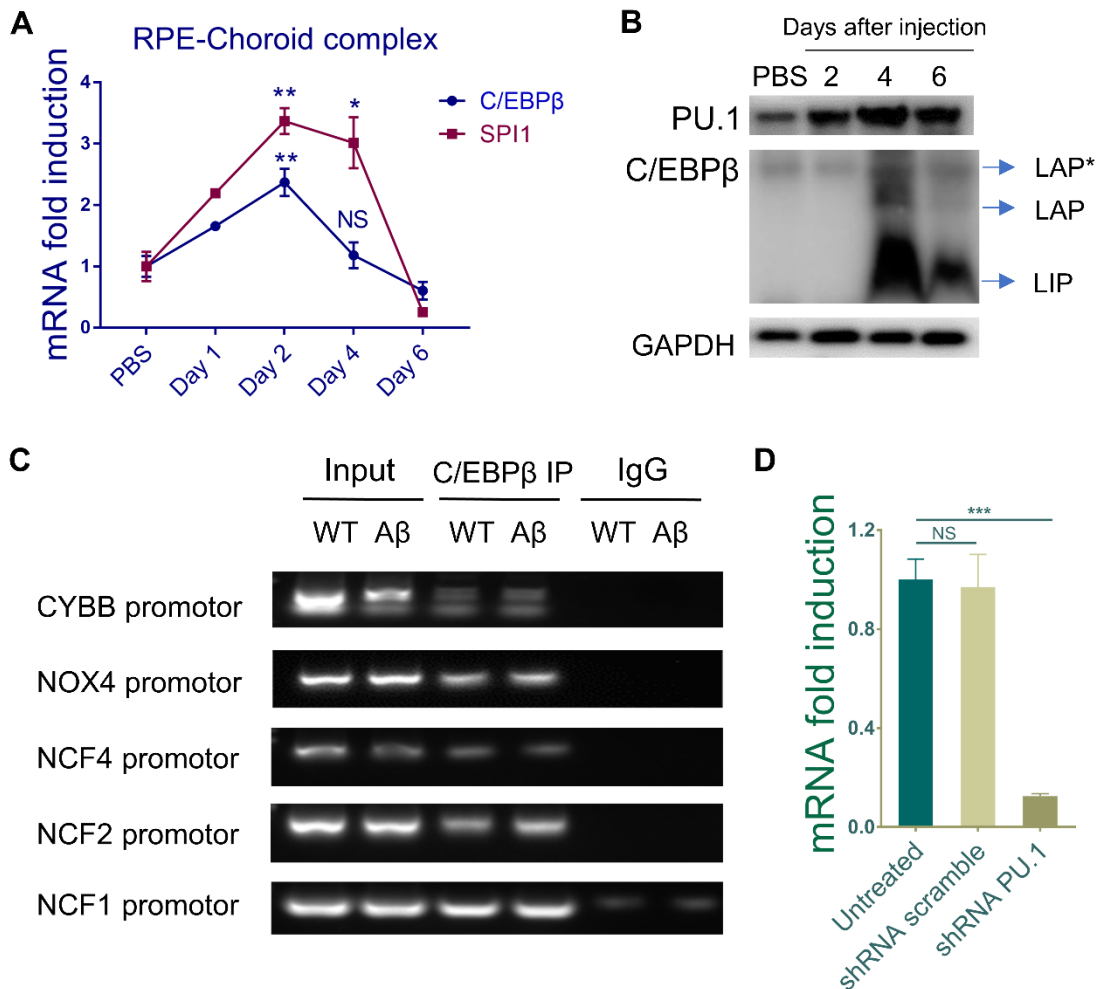 A
RPE-Choroid complex
mRNA fold induction
4
3
2
1
0
**
*
**
NS
C/EBPβ
SPI1
PBS
Day 1
Day 2
Day 4
Day 6
B
Days after injection
PBS 2 4 6
PU.1
C/EBPβ
LAP*
LAP
LIP
GAPDH
C
Input C/EBPβ IP IgG
WT Aβ WT Aβ WT Aβ
CYBB promotor
NOX4 promotor
NCF4 promotor
NCF2 promotor
NCF1 promotor
D
mRNA fold induction
1.2
0.8
0.4
0.0
***
NS
Untreated
shRNA scramble
shRNA PU.1